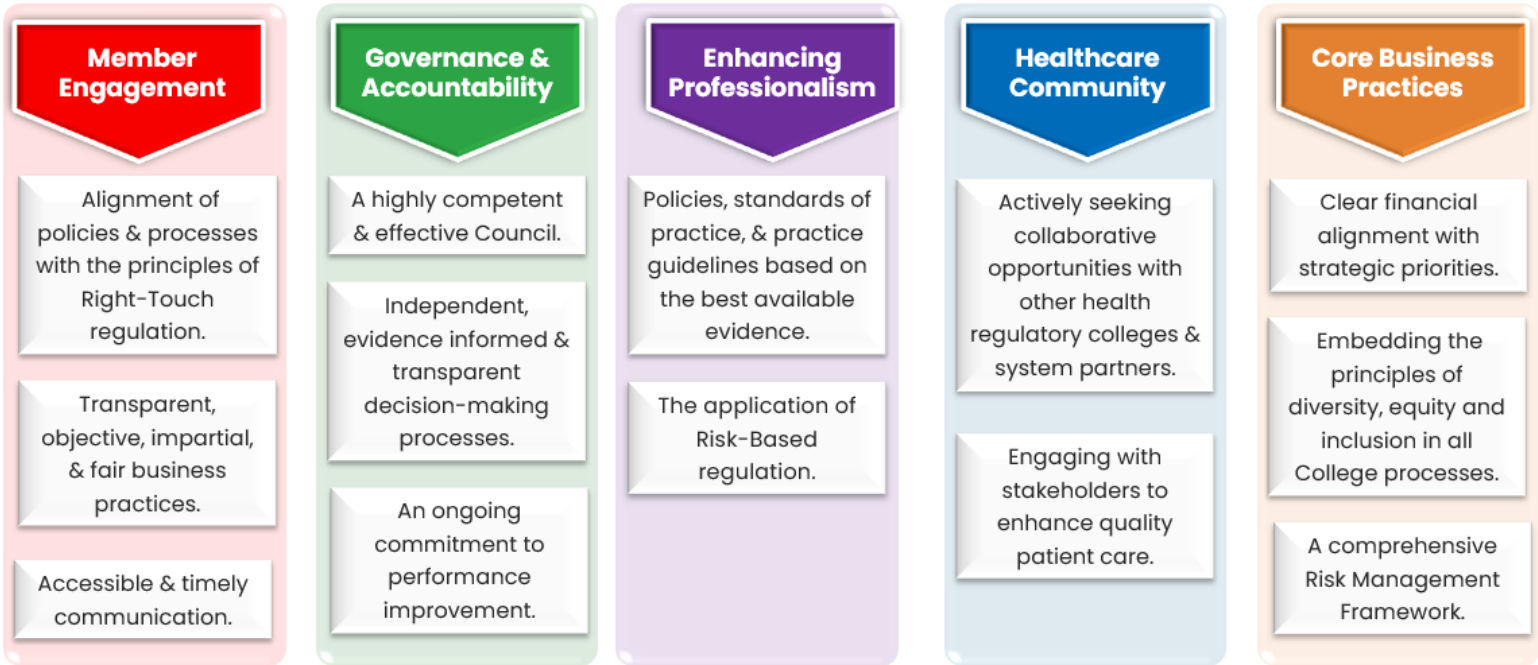 Member
Engagement
Alignment of
policies & processes
with the principles of
Right-Touch
regulation.
Transparent,
objective, impartial,
& fair business
practices.
Accessible & timely
communication.
Governance &
Accountability
A highly competent
& effective Council.
Independent,
evidence informed &
transparent
decision-making
processes.
An ongoing
commitment to
performance
improvement.
Enhancing
Professionalism
Policies, standards of
practice, & practice
guidelines based on
the best available
evidence.
The application of
Risk-Based
regulation.
Healthcare
Community
Actively seeking
collaborative
opportunities with
other health
regulatory colleges &
system partners.
Engaging with
stakeholders to
enhance quality
patient care.
Core Business
Practices
Clear financial
alignment with
strategic priorities.
Embedding the
principles of
diversity, equity and
inclusion in all
College processes.
A comprehensive
Risk Management
Framework.